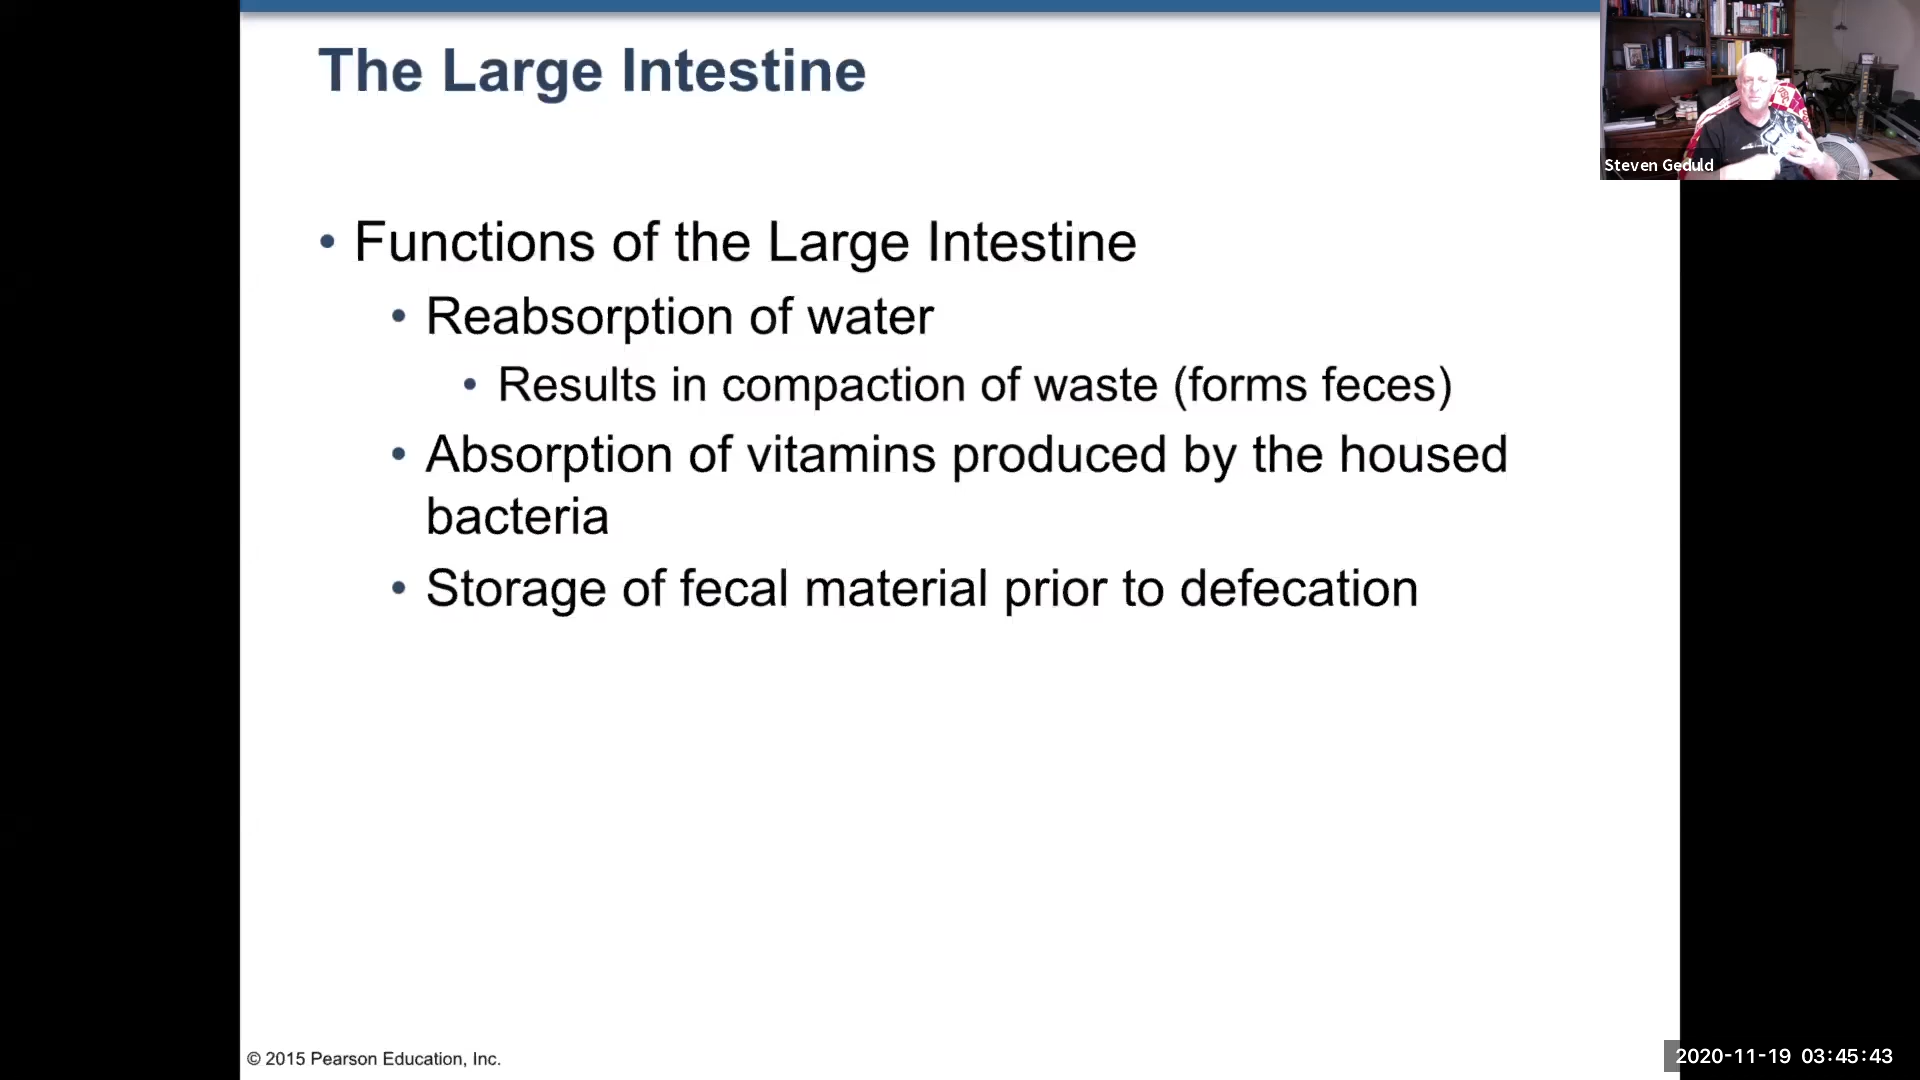 The Large Intestine
Steven Geduld
• Functions of the Large Intestine
• Reabsorption of water
• Results in compaction of waste (forms feces)
• Absorption of vitamins produced by the housed
bacteria
• Storage of fecal material prior to defecation
© 2015 Pearson Education, Inc.
2020-11-19 03:45:43